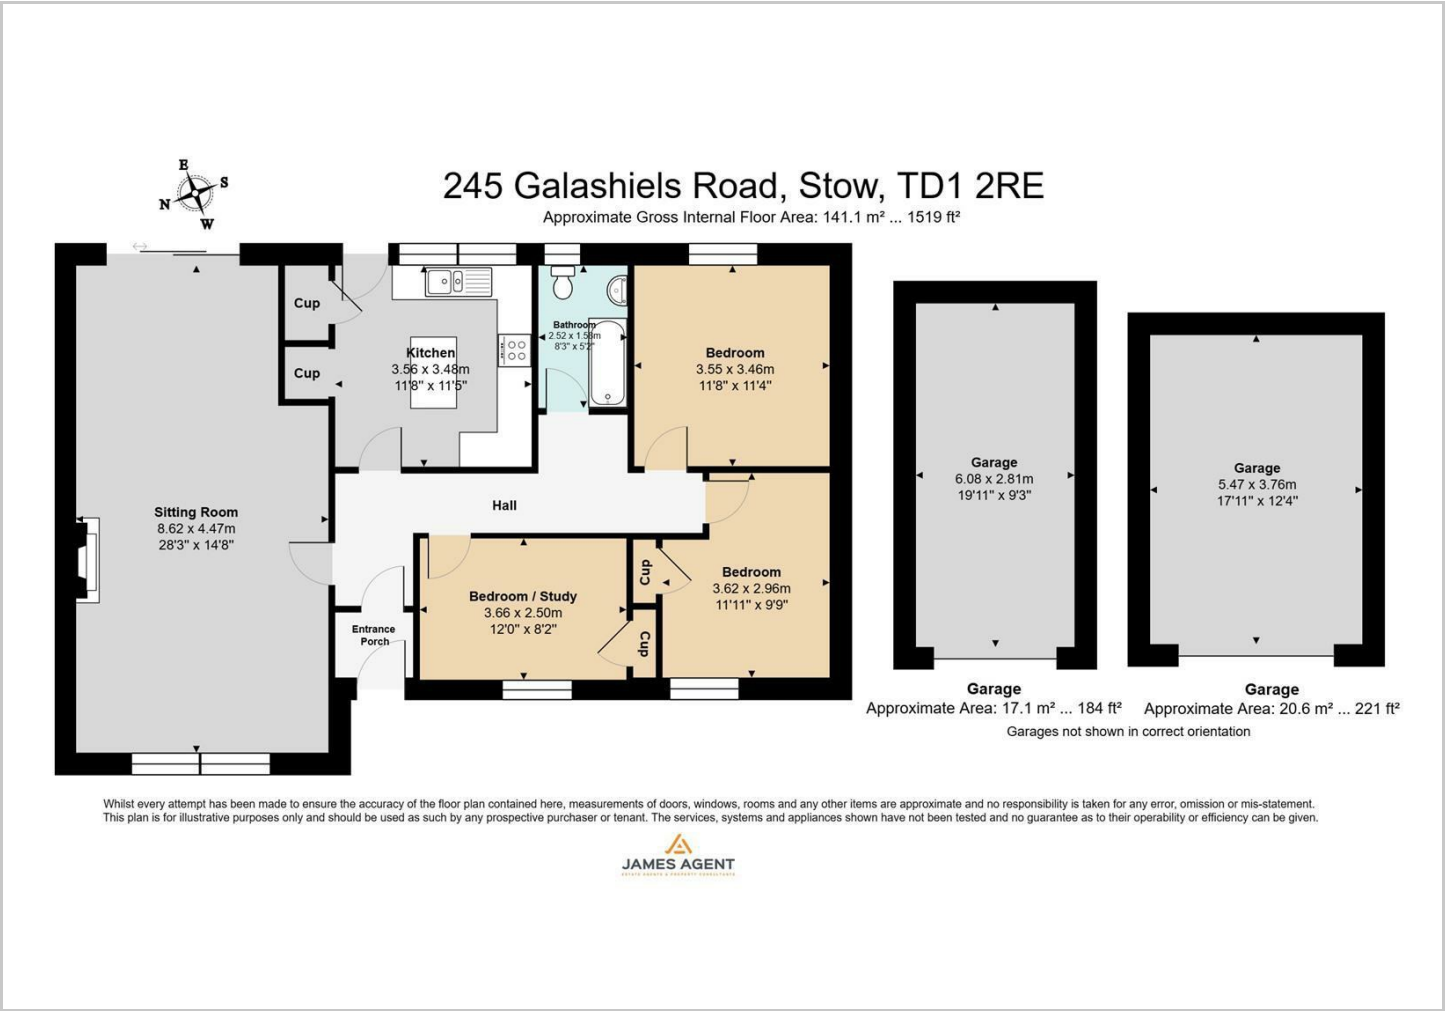 E
S
N
W
245 Galashiels Road, Stow, TD1 2RE
Approximate Gross Internal Floor Area: 141.1 m² ... 1519 ft²
Cup
Cup
Kitchen
3.56 x 3.48m
11'8" x 11'5"
Bathroom
2.52 x 1.58m
8'3" x 5'2"
Bedroom
3.55 x 3.46m
11'8" x 11'4"
Sitting Room
8.62 x 4.47m
28'3" x 14'8"
Hall
Bedroom / Study
3.66 x 2.50m
12'0" x 8'2"
Cup
Cup
Bedroom
3.62 x 2.96m
11'11" x 9'9"
Entrance
Porch
Garage
6.08 x 2.81m
19'11" x 9'3"
Garage
5.47 x 3.76m
17'11" x 12'4"
Garage
Approximate Area: 17.1 m² ... 184 ft²
Garage
Approximate Area: 20.6 m² ... 221 ft²
Garages not shown in correct orientation
Whilst every attempt has been made to ensure the accuracy of the floor plan contained here, measurements of doors, windows, rooms and any other items are approximate and no responsibility is taken for any error, omission or mis-statement.
This plan is for illustrative purposes only and should be used as such by any prospective purchaser or tenant. The services, systems and appliances shown have not been tested and no guarantee as to their operability or efficiency can be given.
JAMES AGENT
ESTATE AGENTS & PROPERTY CONSULTANTS